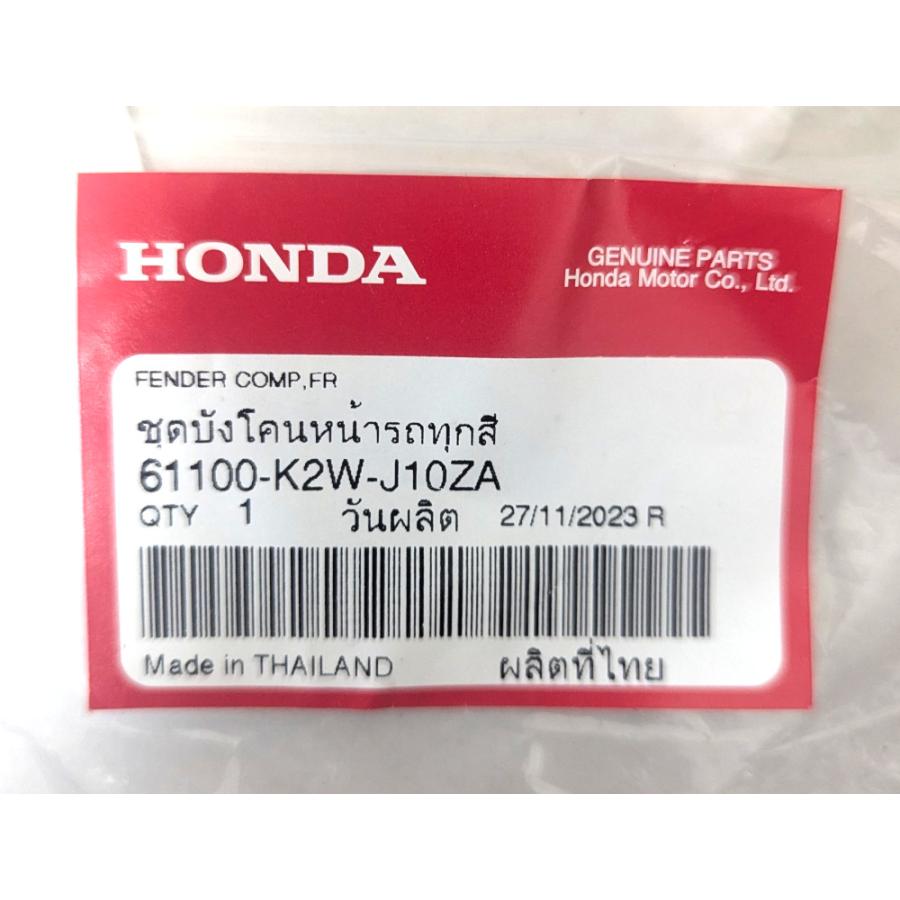 HONDA
GENUINE PARTS
Honda Motor Co., Ltd.
FENDER COMP,FR
ชุดบังโคนหน้ารถทุกสี
61100-K2W-J10ZA
QTY 1 วันผลิต 27/11/2023 R
Made in THAILAND ผลิตที่ไทย